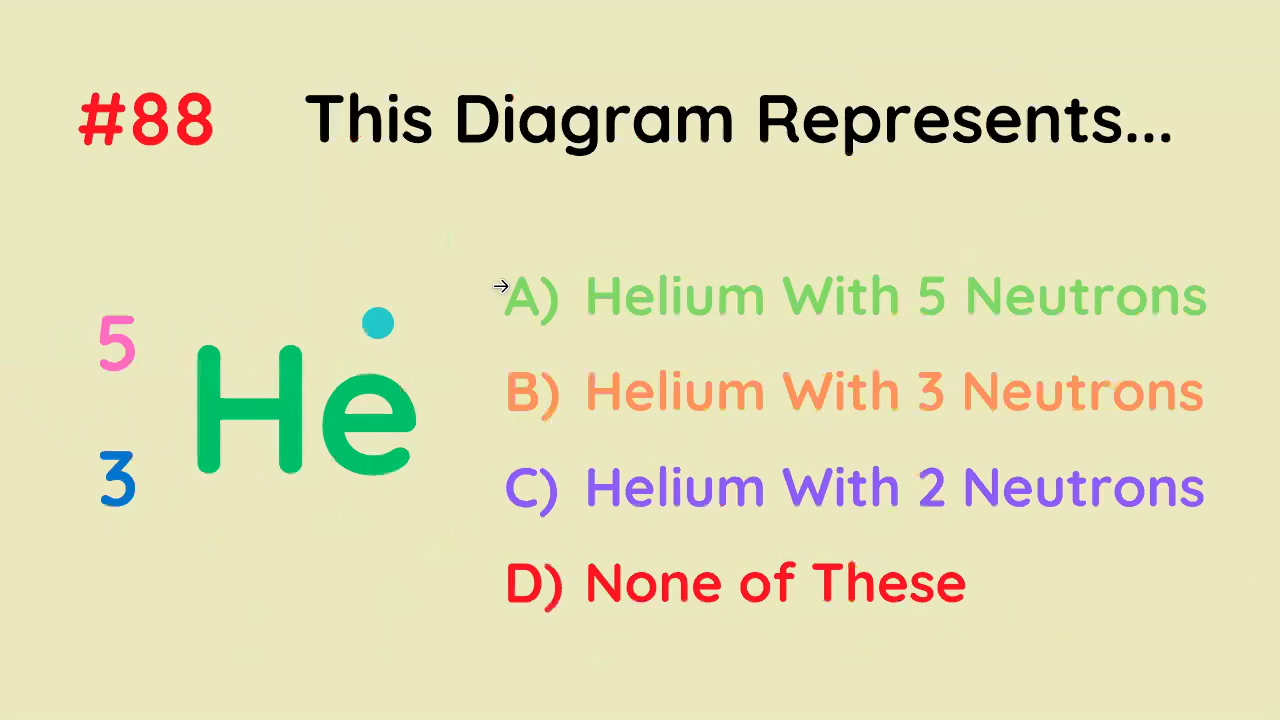 #88 This Diagram Represents...
5
3
He
A) Helium With 5 Neutrons
B) Helium With 3 Neutrons
C) Helium With 2 Neutrons
D) None of These